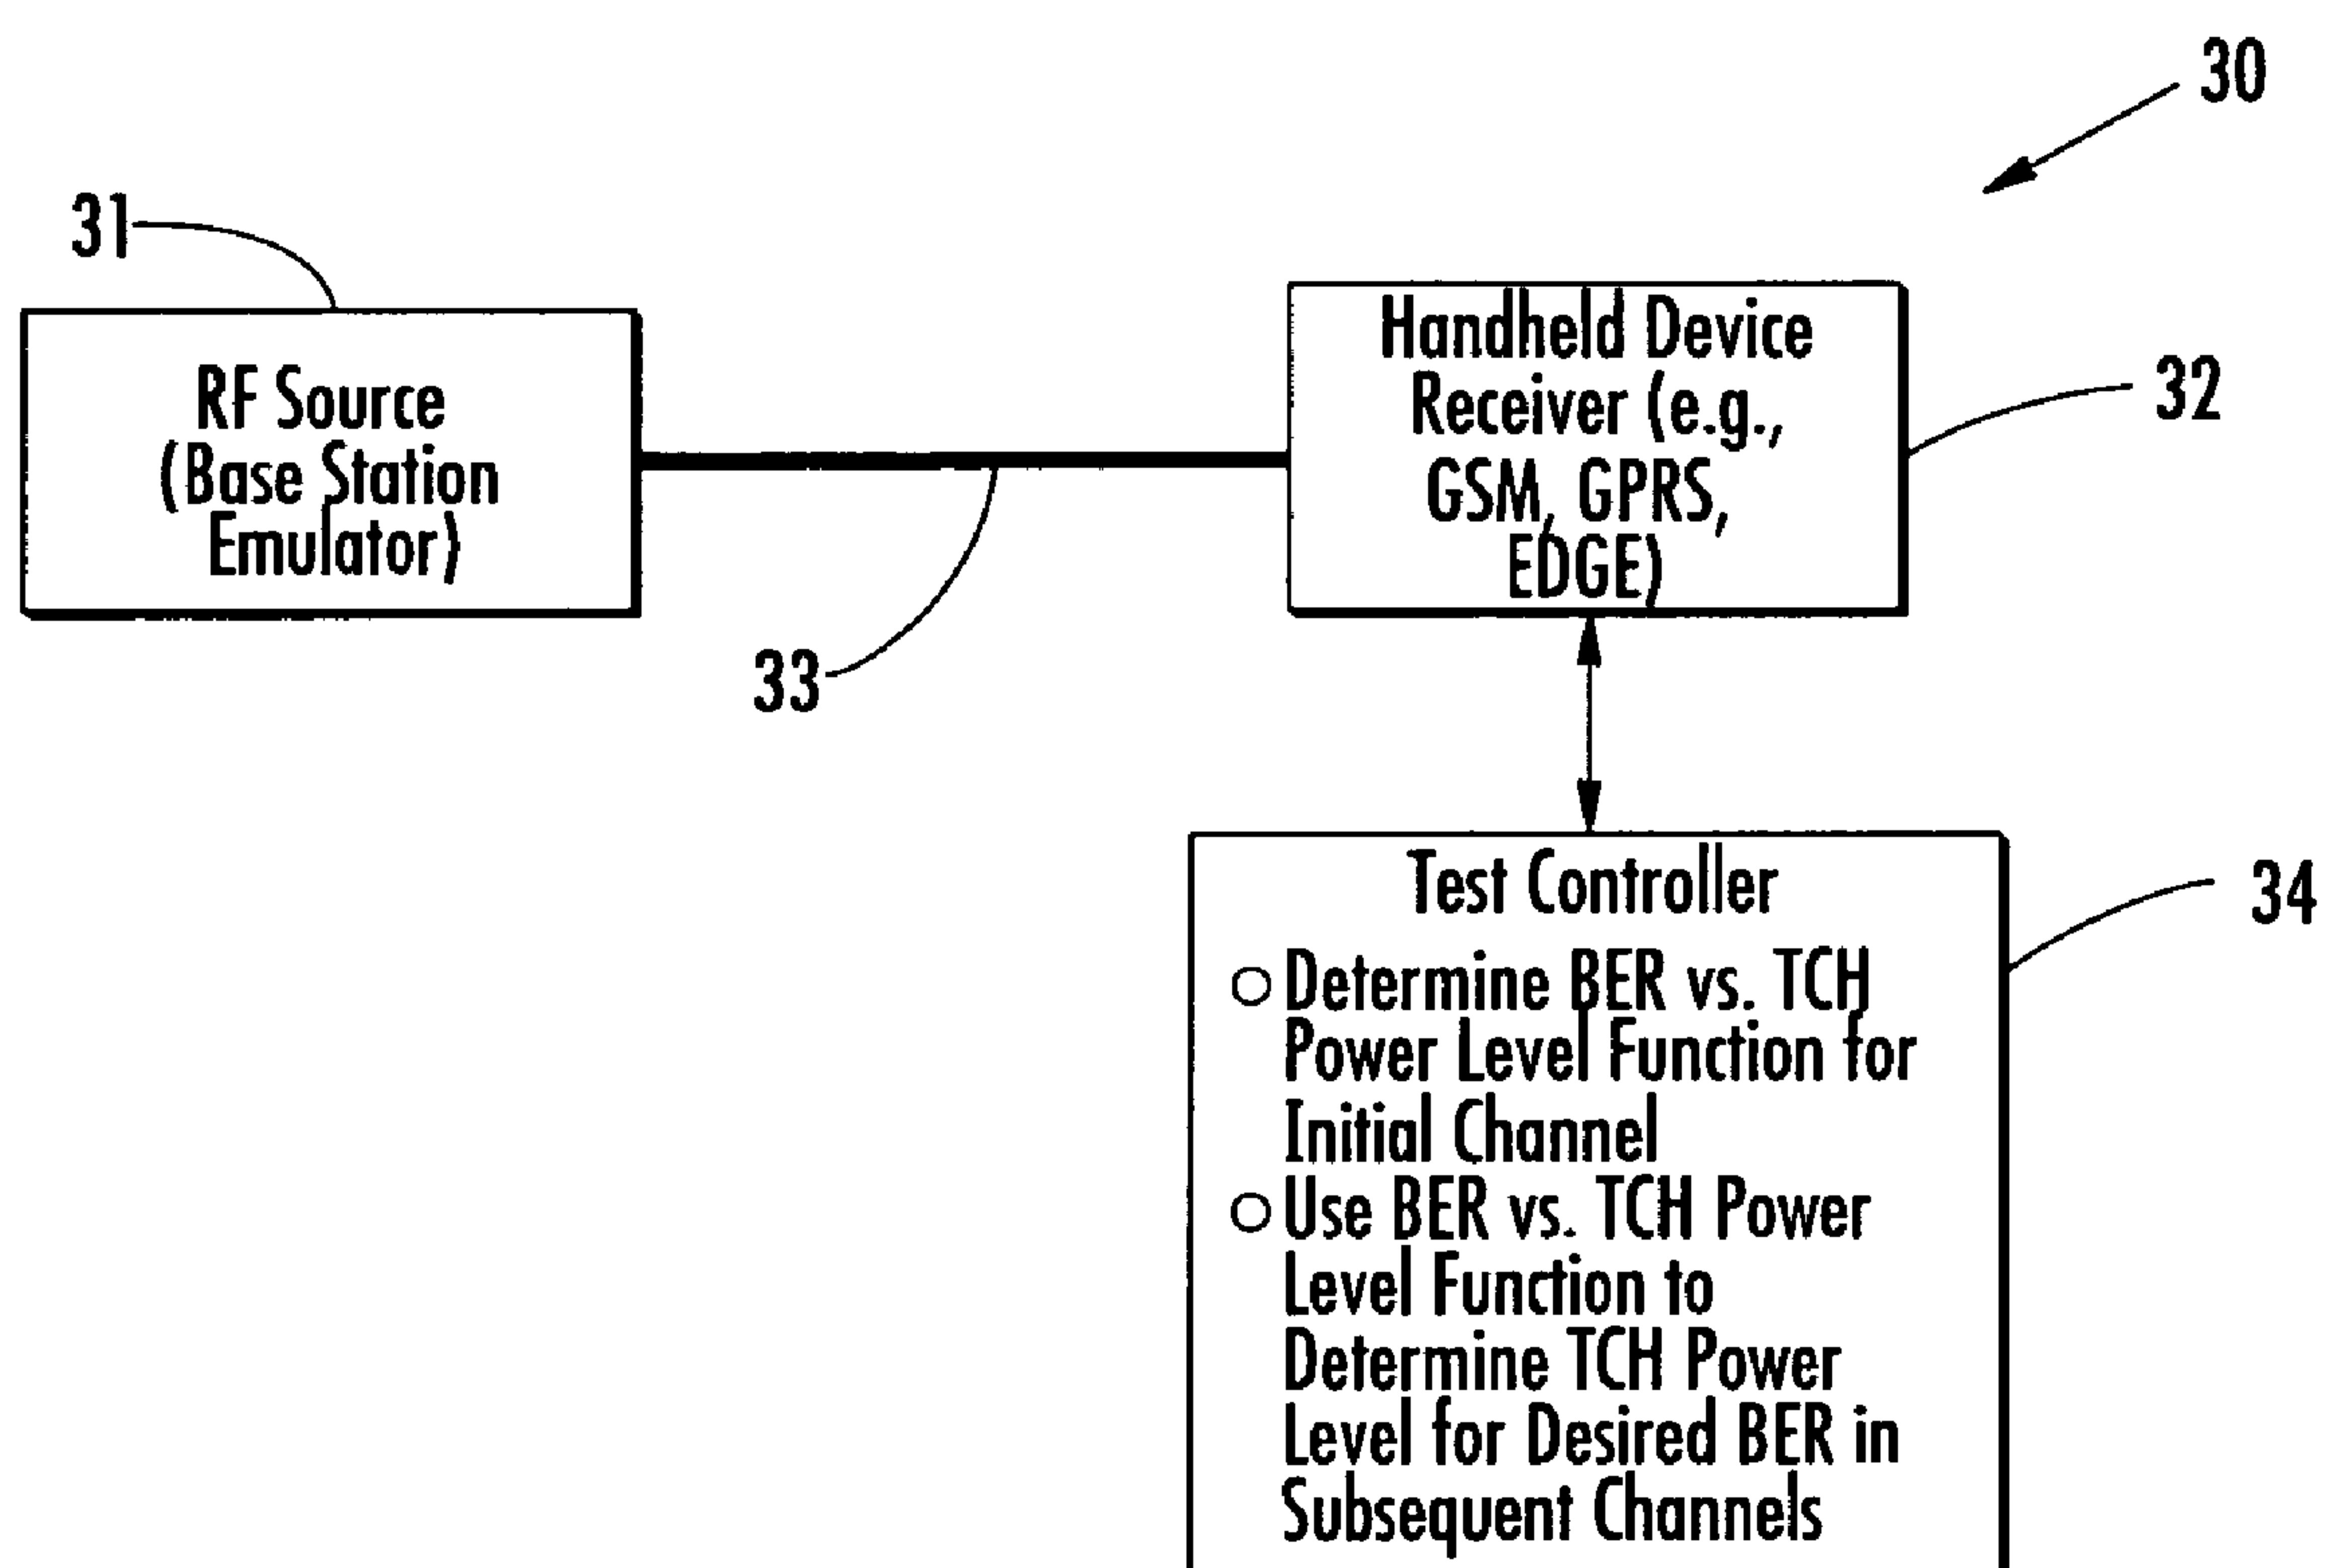 30
31
RF Source
(Base Station
Emulator)
Handheld Device
Receiver (e.g.,
GSM, GPRS,
EDGE)
32
33
Test Controller
34
○ Determine BER vs. TCH
Power Level Function for
Initial Channel
○ Use BER vs. TCH Power
Level Function to
Determine TCH Power
Level for Desired BER in
Subsequent Channels